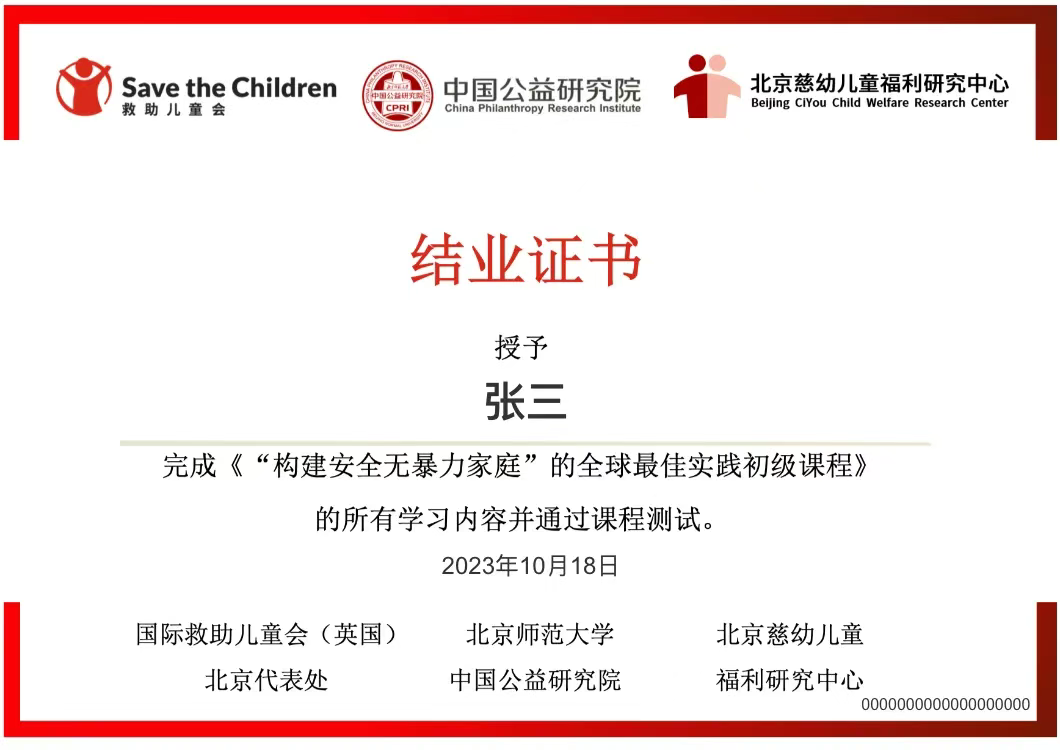 Save the Children
救助儿童会
中国公益研究院
CPRI
中国公益研究院
China Philanthropy Research Institute
北京慈幼儿童福利研究中心
Beijing CiYou Child Welfare Research Center
结业证书
授予
张三
完成《“构建安全无暴力家庭”的全球最佳实践初级课程》
的所有学习内容并通过课程测试。
2023年10月18日
国际救助儿童会（英国） 北京师范大学 北京慈幼儿童
北京代表处 中国公益研究院 福利研究中心
0000000000000000000